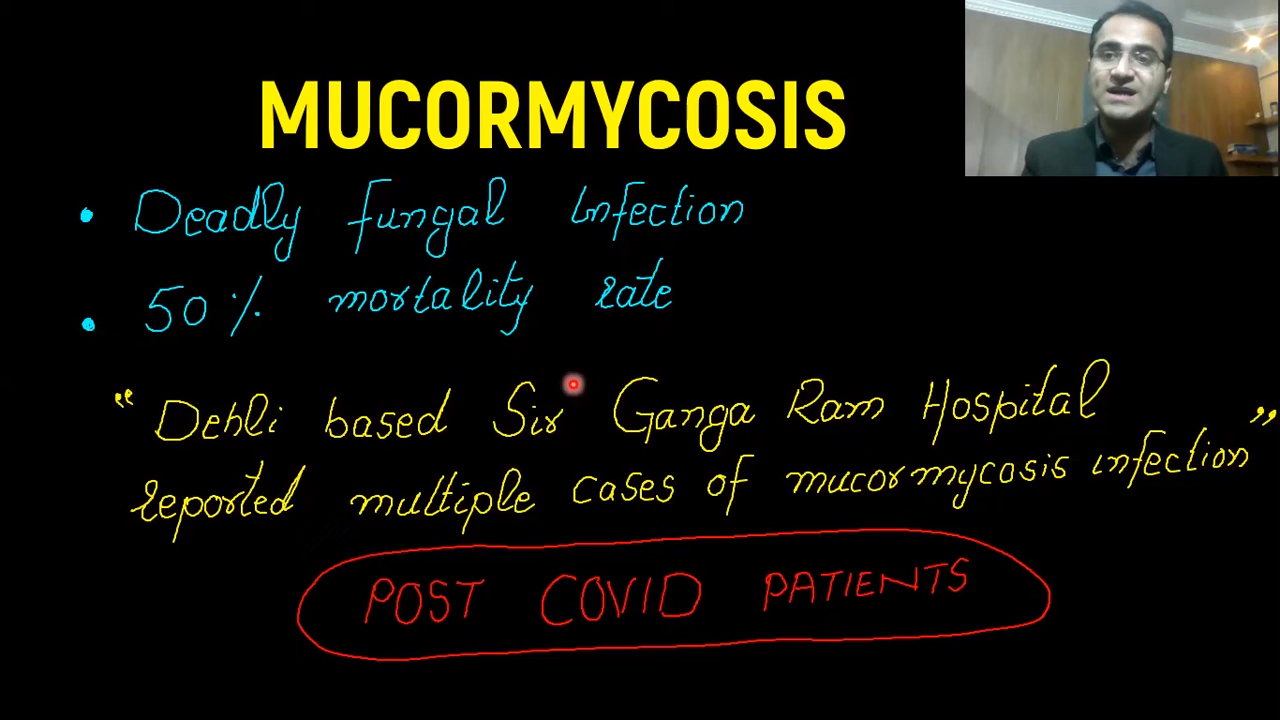 MUCORMYCOSIS
• Deadly fungal Infection
• 50% mortality rate
“Dehli based Sir Ganga Ram Hospital
reported multiple cases of mucormycosis infection”
POST COVID PATIENTS